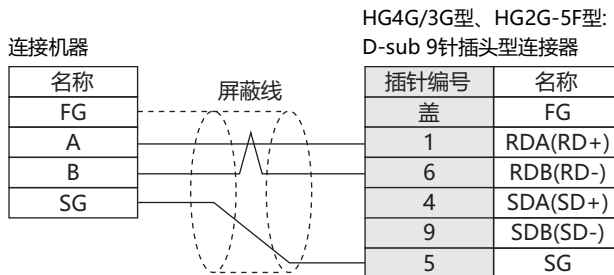 HG4G/3G型、HG2G-5F型:
连接机器
D-sub 9针插头型连接器
名称
屏蔽线
插针编号 名称
FG
盖 FG
A
1 RDA(RD+)
B
6 RDB(RD-)
SG
4 SDA(SD+)
9 SDB(SD-)
5 SG